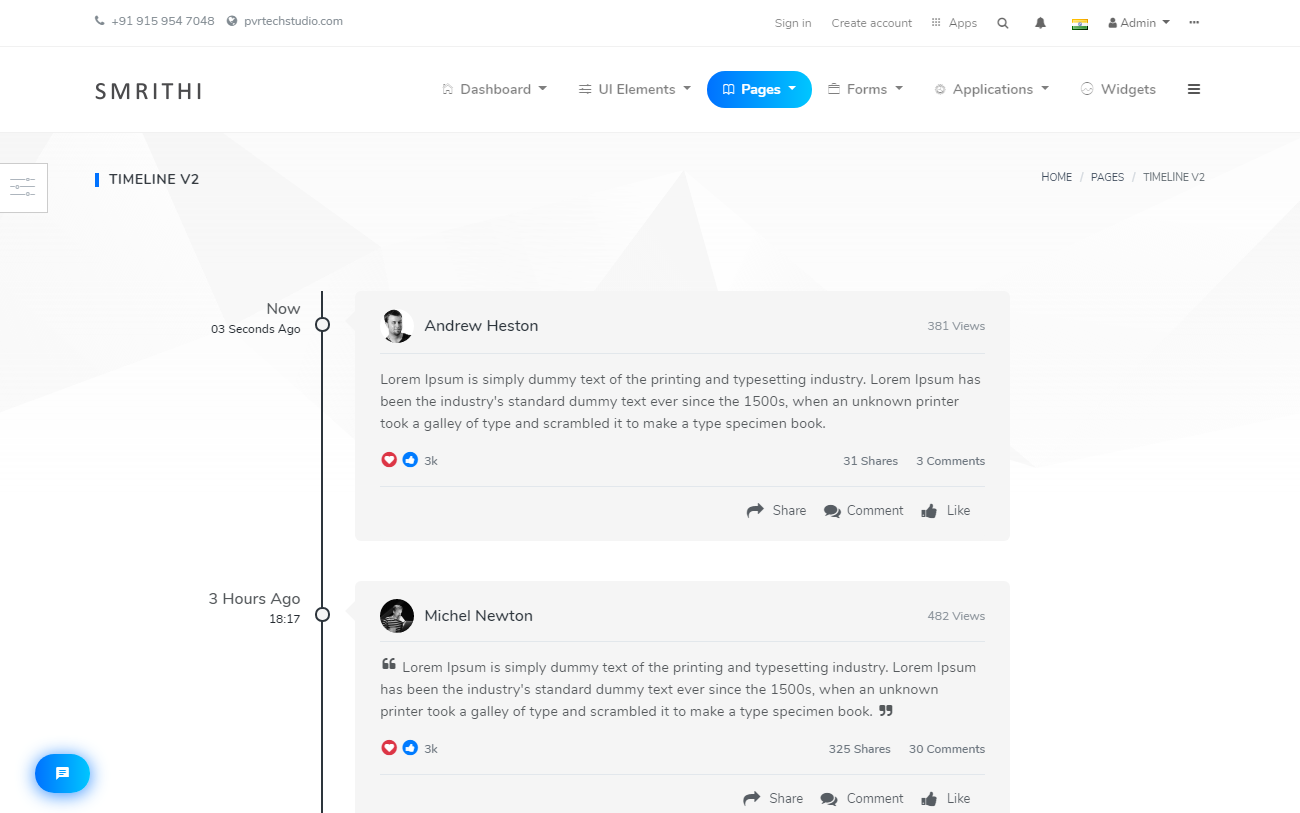 +91 915 954 7048 pvrtechstudio.com Sign in Create account Apps Admin
SMRITHI Dashboard UI Elements Pages Forms Applications Widgets
TIMELINE V2 HOME / PAGES / TIMELINE V2
Now
03 Seconds Ago
Andrew Heston 381 Views
Lorem Ipsum is simply dummy text of the printing and typesetting industry. Lorem Ipsum has
been the industry's standard dummy text ever since the 1500s, when an unknown printer
took a galley of type and scrambled it to make a type specimen book.
3k 31 Shares 3 Comments
Share Comment Like
3 Hours Ago
18:17
Michel Newton 482 Views
“ Lorem Ipsum is simply dummy text of the printing and typesetting industry. Lorem Ipsum
has been the industry's standard dummy text ever since the 1500s, when an unknown
printer took a galley of type and scrambled it to make a type specimen book. ”
3k 325 Shares 30 Comments
Share Comment Like